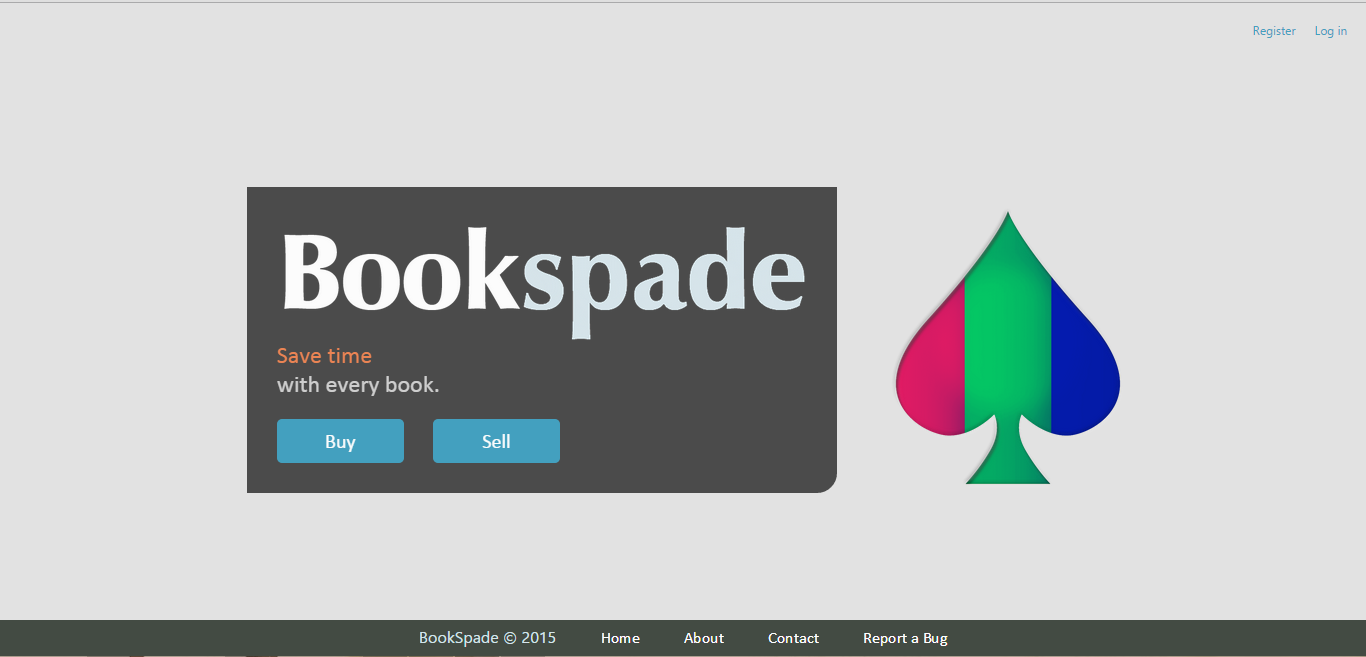 Register Log in
Bookspade
Save time
with every book.
Buy Sell
BookSpade © 2015 Home About Contact Report a Bug